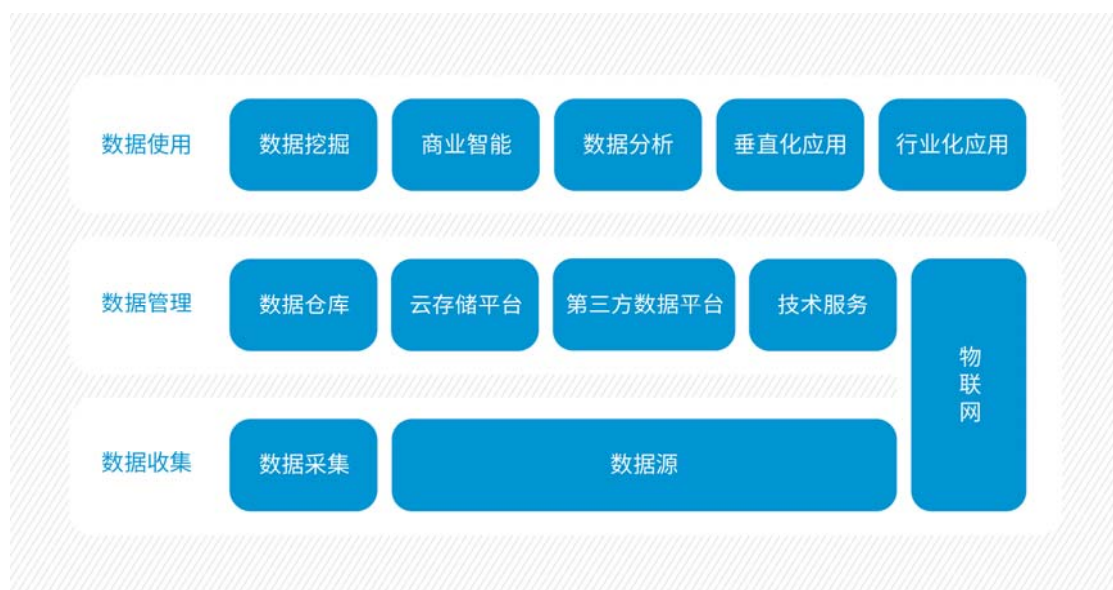 数据使用
数据挖掘
商业智能
数据分析
垂直化应用
行业化应用
数据管理
数据仓库
云存储平台
第三方数据平台
技术服务
物联网
数据收集
数据采集
数据源